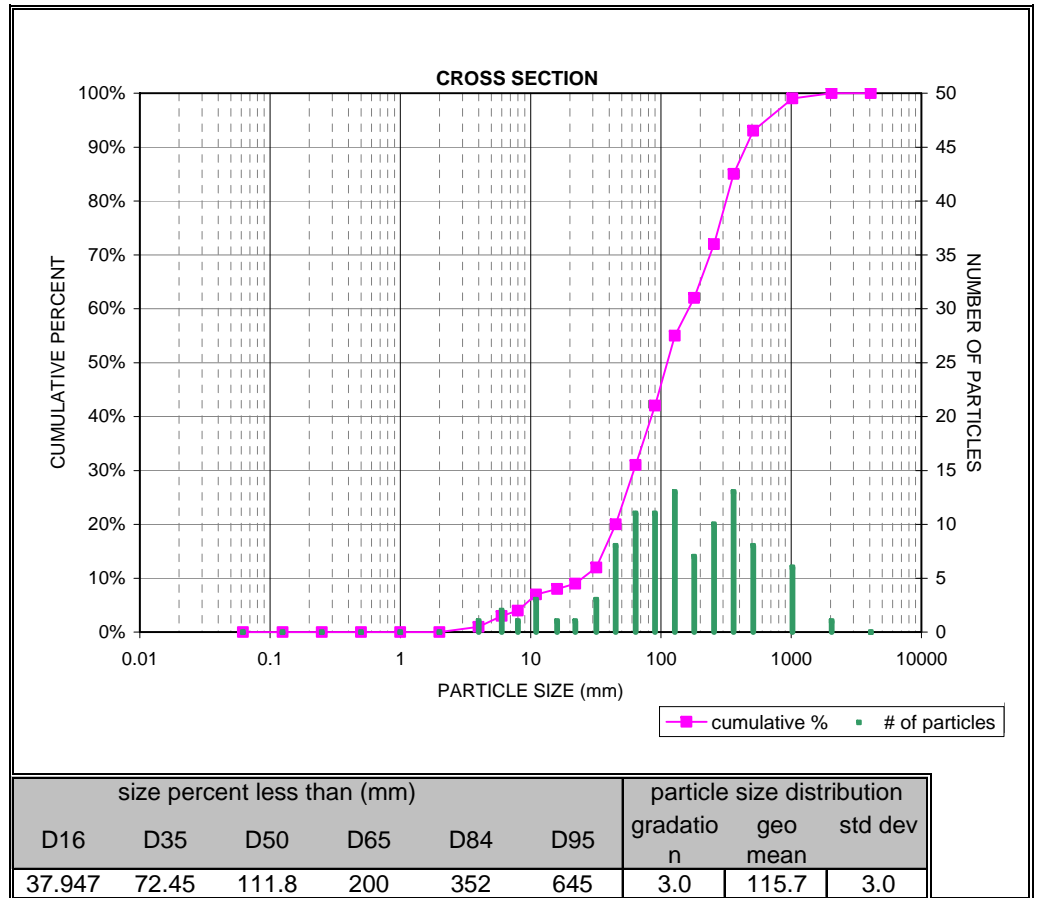 CROSS SECTION
100%
90%
80%
70%
60%
50%
40%
30%
20%
10%
0%
CUMULATIVE PERCENT
50
45
40
35
30
25
20
15
10
5
0
NUMBER OF PARTICLES
0.01 0.1 1 10 100 1000 10000
PARTICLE SIZE (mm)
cumulative % # of particles
size percent less than (mm) particle size distribution
D16 D35 D50 D65 D84 D95 gradatio geo std dev
n mean
37.947 72.45 111.8 200 352 645 3.0 115.7 3.0